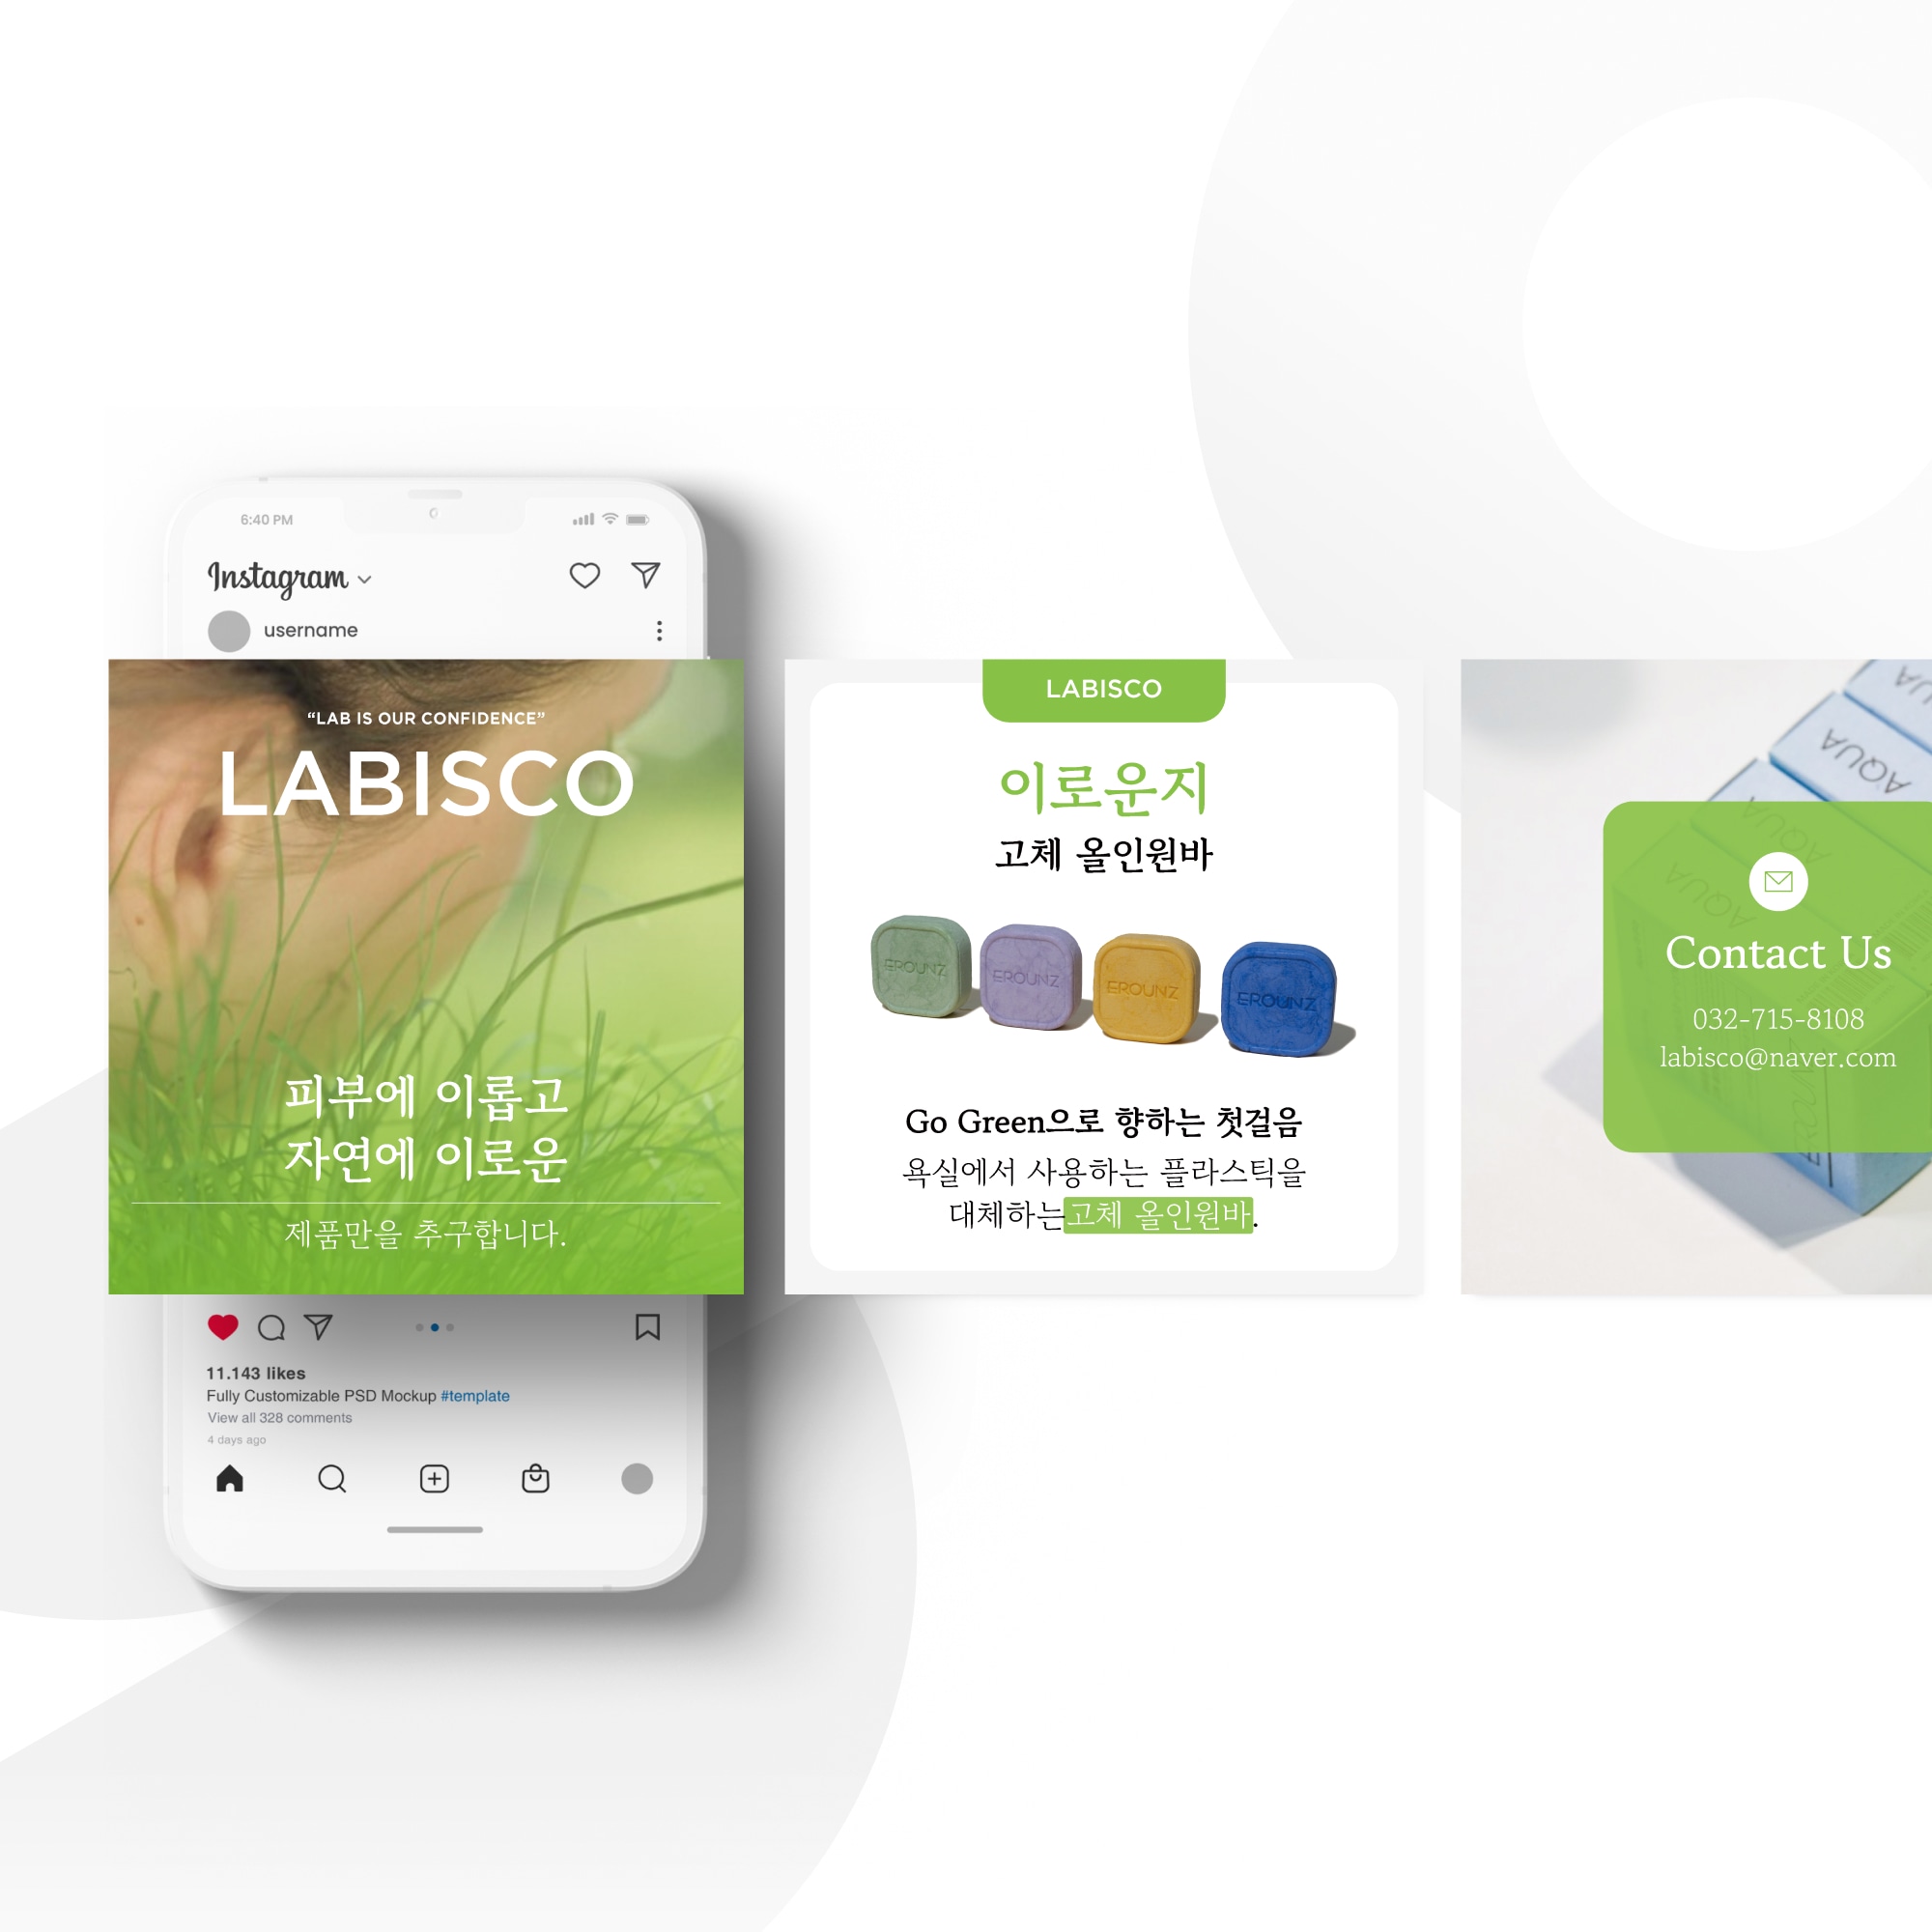 6:40 PM
Instagram
username
“LAB IS OUR CONFIDENCE”
LABISCO
피부에 이롭고
자연에 이로운
제품만을 추구합니다.
11.143 likes
Fully Customizable PSD Mockup #template
View all 328 comments
4 days ago
LABISCO
이로운지
고체 올인원바
EROUNZ
EROUNZ
EROUNZ
EROUNZ
Go Green으로 향하는 첫걸음
욕실에서 사용하는 플라스틱을
대체하는 고체 올인원바.
AQUA
AQUA
AQUA
AQUA
Contact Us
032-715-8108
labisco@naver.com